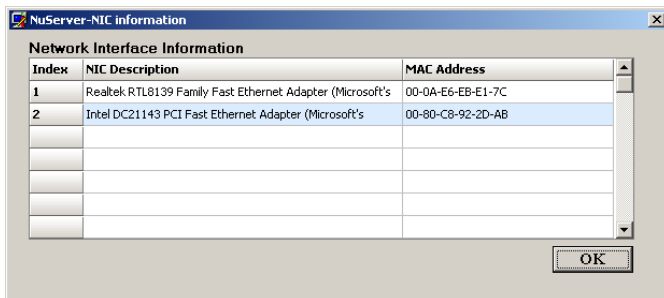 NuServer-NIC information
Network Interface Information
Index NIC Description MAC Address
1 Realtek RTL8139 Family Fast Ethernet Adapter (Microsoft's 00-0A-E6-EB-E1-7C
2 Intel DC21143 PCI Fast Ethernet Adapter (Microsoft's 00-80-C8-92-2D-AB
OK